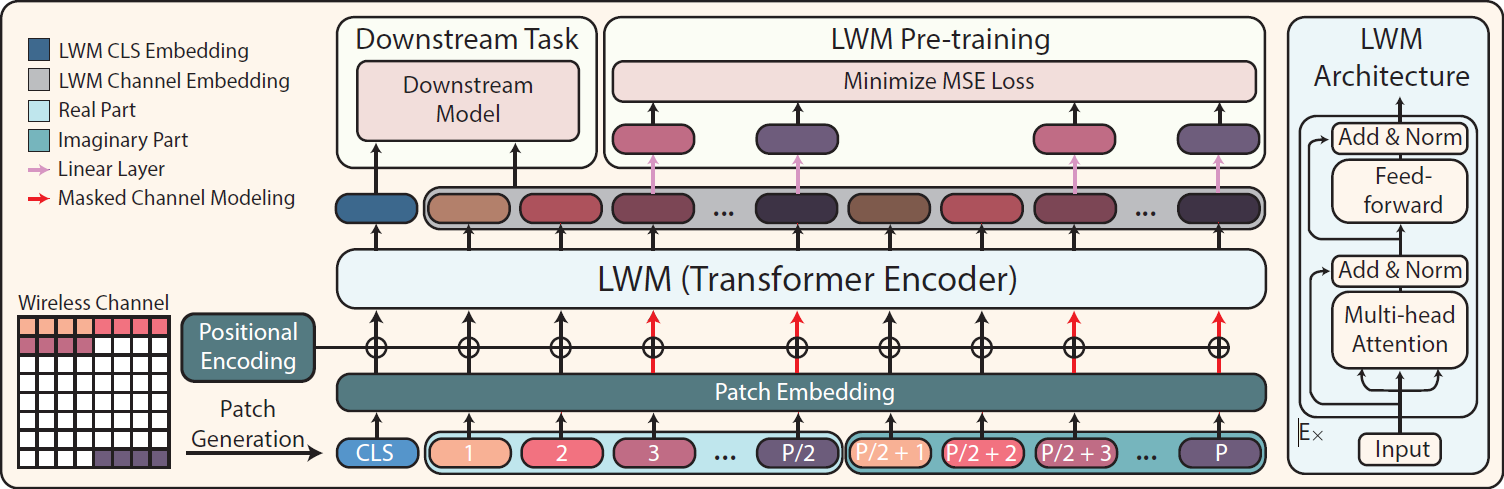 LWM CLS Embedding
LWM Channel Embedding
Real Part
Imaginary Part
Linear Layer
Masked Channel Modeling
Downstream Task
Downstream
Model
LWM Pre-training
Minimize MSE Loss
...
...
LWM (Transformer Encoder)
Wireless Channel
Positional
Encoding
Patch Embedding
Patch
Generation
CLS
1
2
3
...
P/2
P/2 + 1
P/2 + 2
P/2 + 3
...
P
LWM
Architecture
Add & Norm
Feed-
forward
Add & Norm
Multi-head
Attention
E×
Input